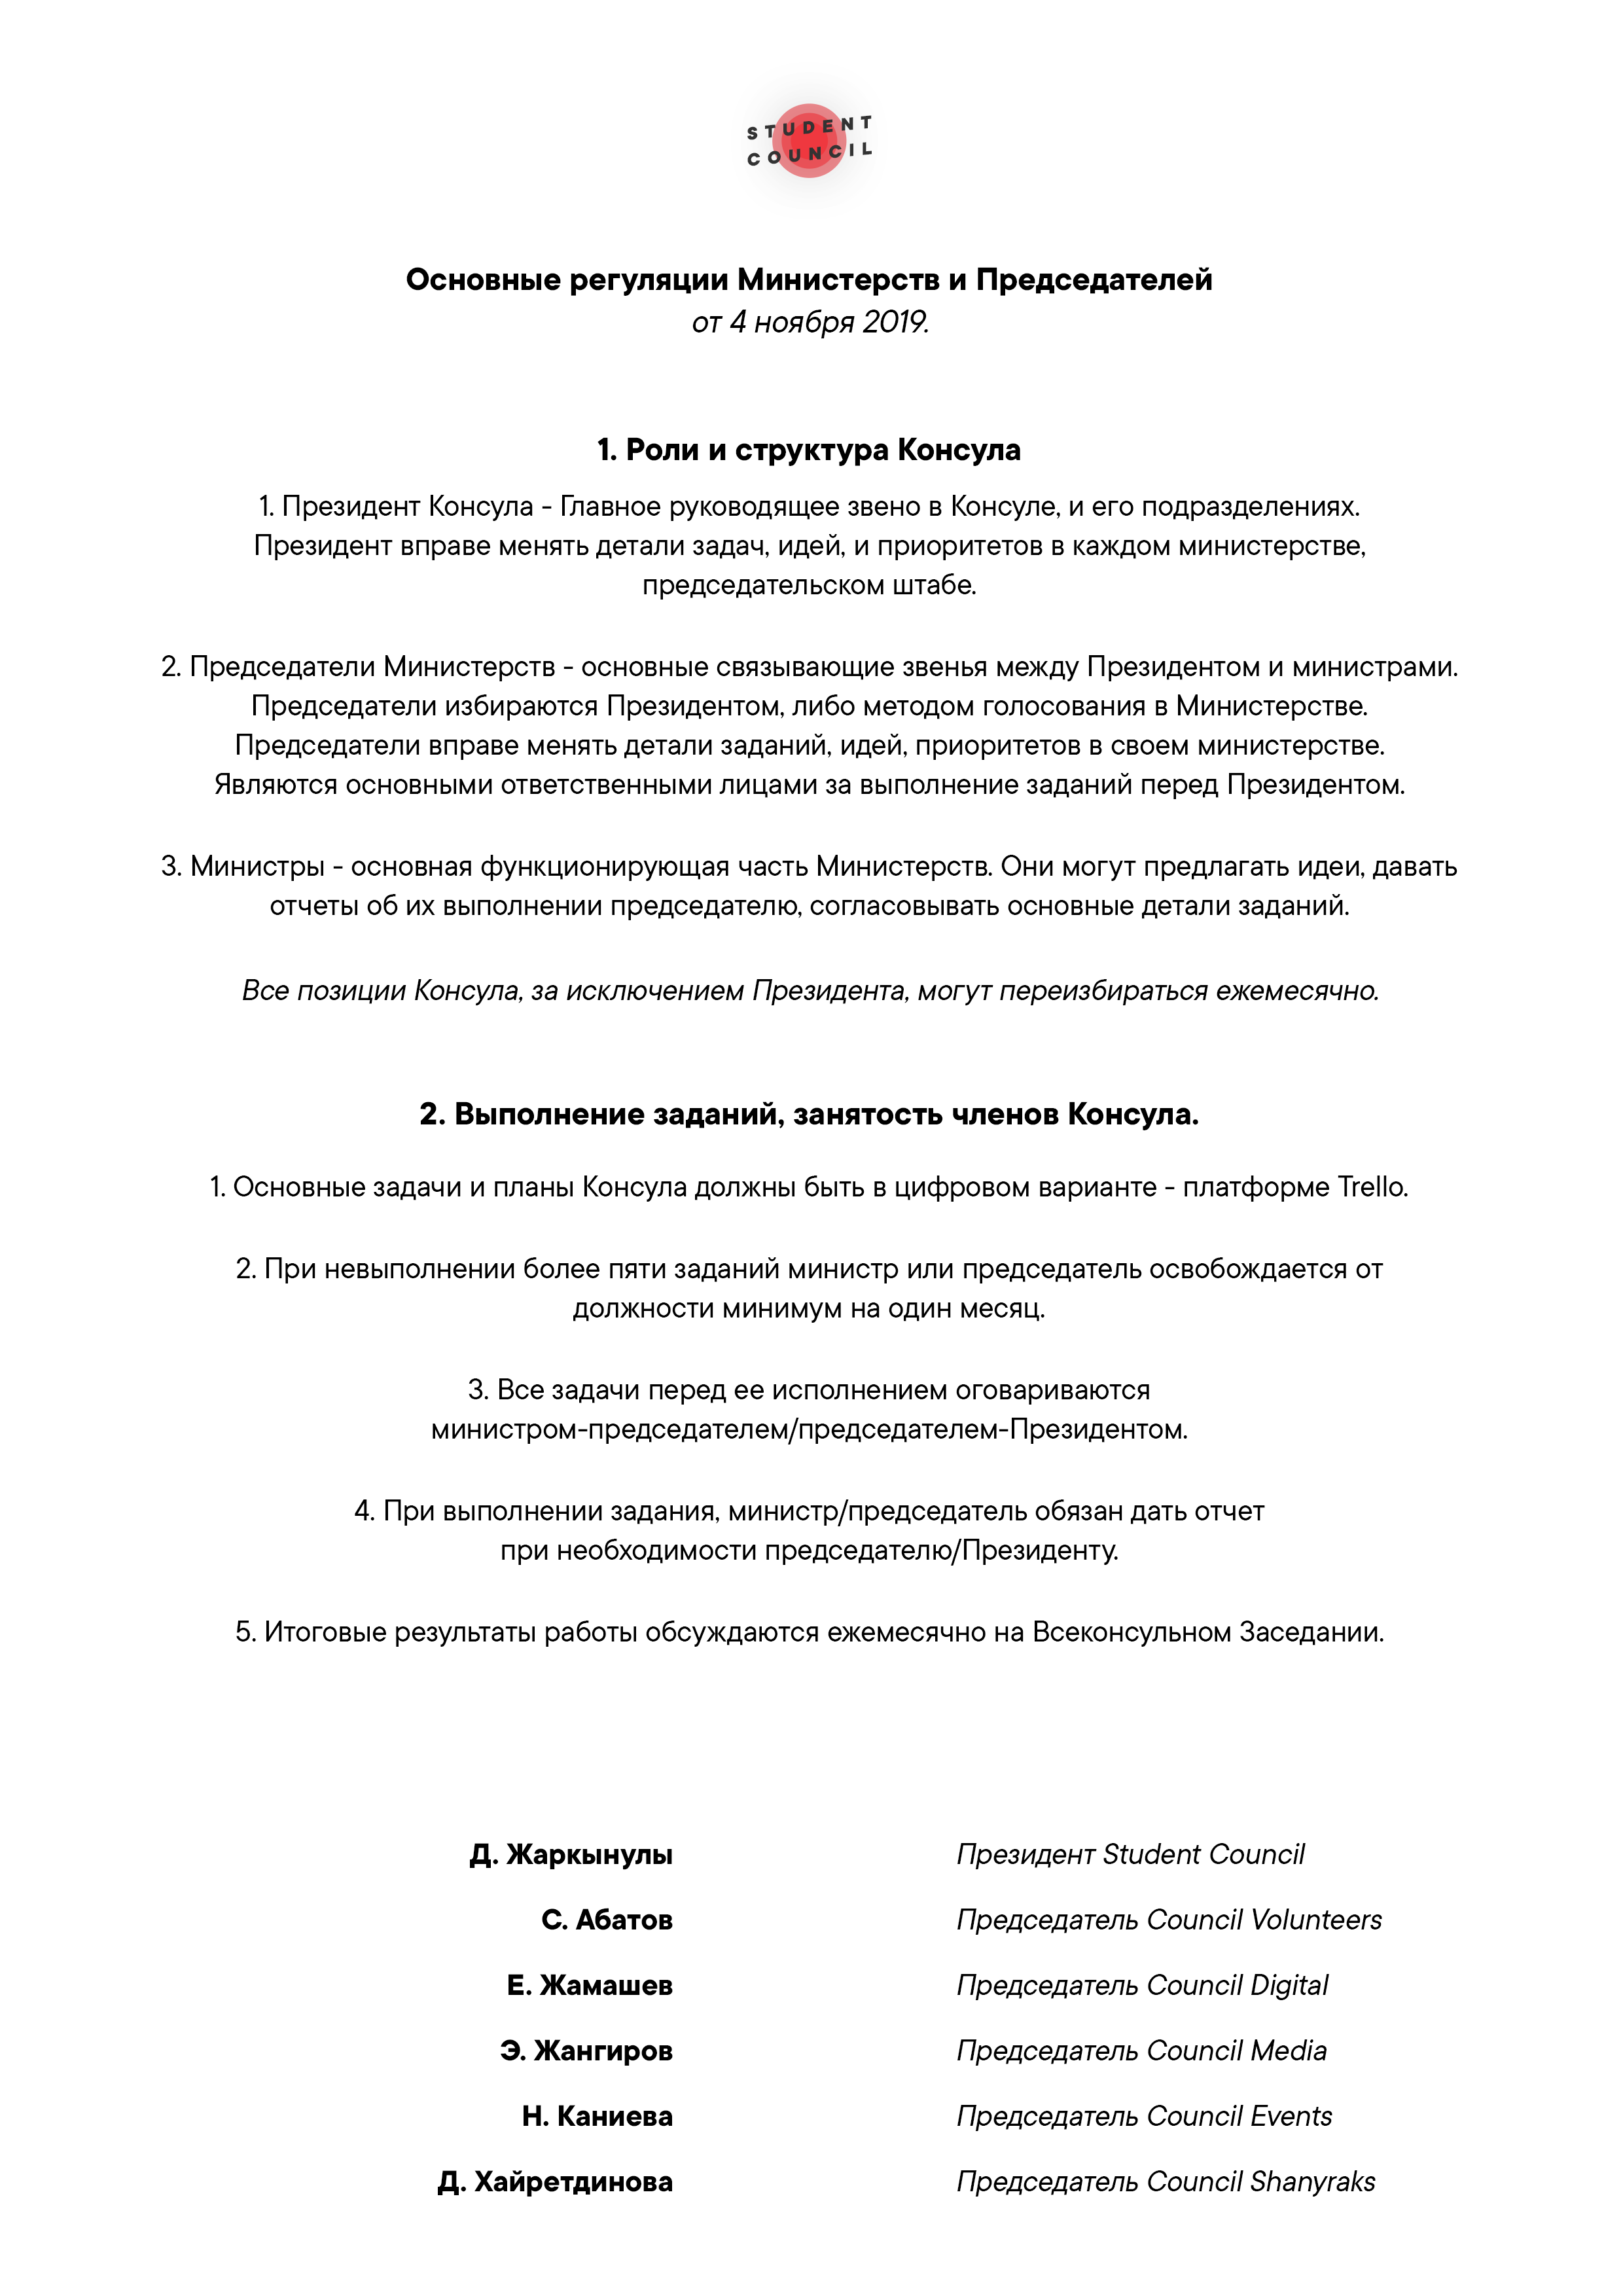 STUDENT
COUNCIL
Основные регуляции Министерств и Председателей
от 4 ноября 2019.
1. Роли и структура Консула
1. Президент Консула - Главное руководящее звено в Консуле, и его подразделениях.
Президент вправе менять детали задач, идей, и приоритетов в каждом министерстве,
председательском штабе.
2. Председатели Министерств - основные связывающие звенья между Президентом и министрами.
Председатели избираются Президентом, либо методом голосования в Министерстве.
Председатели вправе менять детали заданий, идей, приоритетов в своем министерстве.
Являются основными ответственными лицами за выполнение заданий перед Президентом.
3. Министры - основная функционирующая часть Министерств. Они могут предлагать идеи, давать
отчеты об их выполнении председателю, согласовывать основные детали заданий.
Все позиции Консула, за исключением Президента, могут переизбираться ежемесячно.
2. Выполнение заданий, занятость членов Консула.
1. Основные задачи и планы Консула должны быть в цифровом варианте - платформе Trello.
2. При невыполнении более пяти заданий министр или председатель освобождается от
должности минимум на один месяц.
3. Все задачи перед ее исполнением оговариваются
министром-председателем/председателем-Президентом.
4. При выполнении задания, министр/председатель обязан дать отчет
при необходимости председателю/Президенту.
5. Итоговые результаты работы обсуждаются ежемесячно на Всеконсульном Заседании.
Д. Жаркынулы Президент Student Council
С. Абатов Председатель Council Volunteers
Е. Жамашев Председатель Council Digital
Э. Жангиров Председатель Council Media
Н. Каниева Председатель Council Events
Д. Хайретдинова Председатель Council Shanyraks